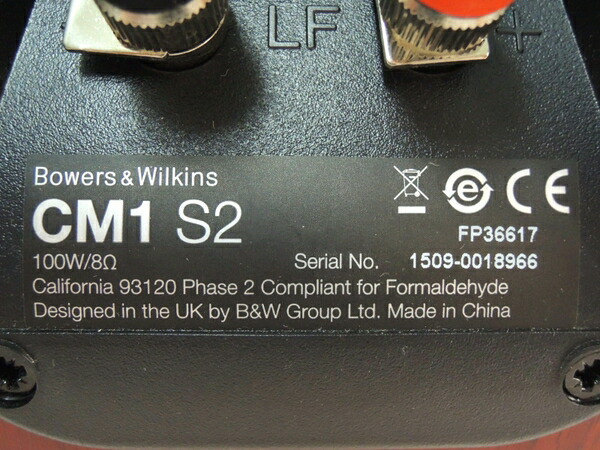 LF +
Bowers & Wilkins
CM1 S2
FP36617
100W/8Ω Serial No. 1509-0018966
California 93120 Phase 2 Compliant for Formaldehyde
Designed in the UK by B&W Group Ltd. Made in China